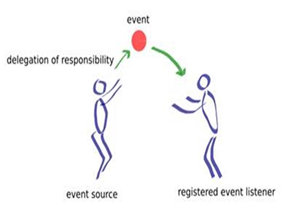 event
delegation of responsibility
event source
registered event listener